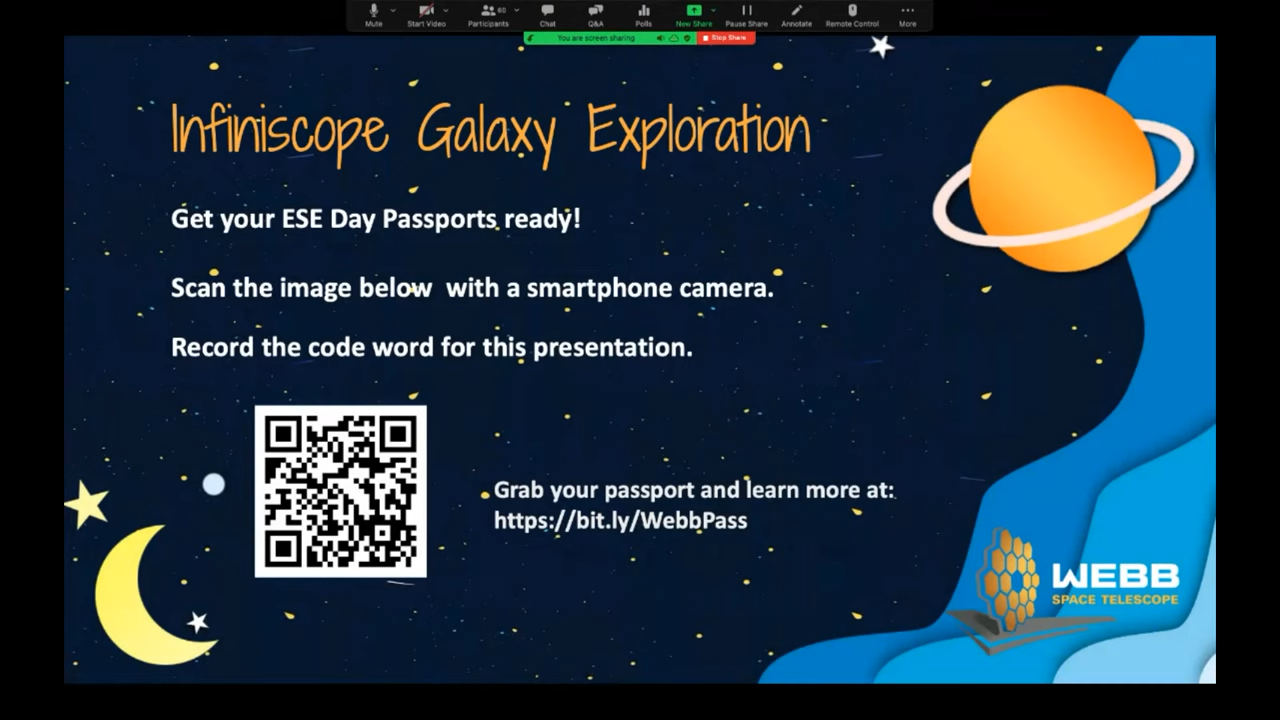 Mute
Start Video
Participants
60
Chat
Q&A
Polls
New Share
Pause Share
Annotate
Remote Control
More
You are screen sharing
Stop Share
Infiniscope Galaxy Exploration
Get your ESE Day Passports ready!
Scan the image below with a smartphone camera.
Record the code word for this presentation.
Grab your passport and learn more at:
https://bit.ly/WebbPass
WEBB
SPACE TELESCOPE